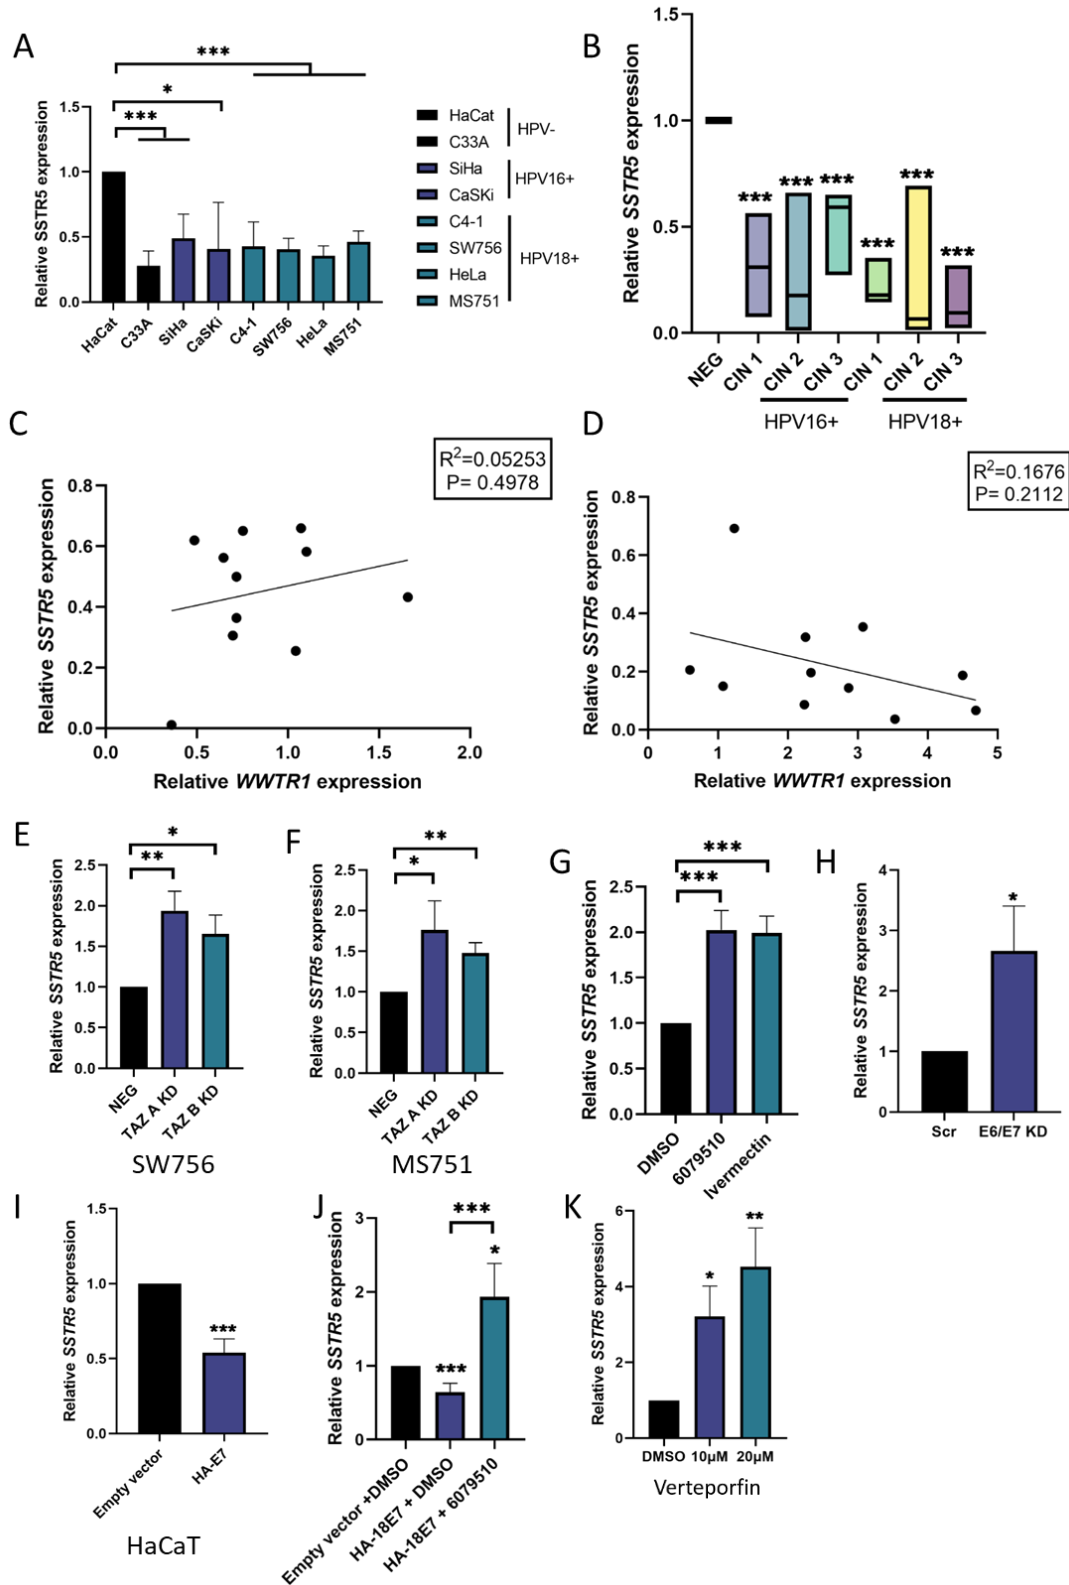 A
***
*
***
Relative SSTR5 expression
1.5
1.0
0.5
0.0
HaCat
C33A
SiHa
CaSKi
C4-1
SW756
HeLa
MS751
HaCat
C33A
SiHa
CaSKi
C4-1
SW756
HeLa
MS751
HPV-
HPV16+
HPV18+
B
Relative SSTR5 expression
1.5
1.0
0.5
0.0
***
***
***
***
***
***
NEG
CIN 1
CIN 2
CIN 3
CIN 1
CIN 2
CIN 3
HPV16+
HPV18+
C
R2=0.05253
P= 0.4978
Relative SSTR5 expression
0.8
0.6
0.4
0.2
0.0
0.0
0.5
1.0
1.5
2.0
Relative WWTR1 expression
D
R2=0.1676
P= 0.2112
Relative SSTR5 expression
0.8
0.6
0.4
0.2
0.0
0
1
2
3
4
5
Relative WWTR1 expression
E
*
**
Relative SSTR5 expression
2.5
2.0
1.5
1.0
0.5
0.0
NEG
TAZ A KD
TAZ B KD
SW756
F
**
*
Relative SSTR5 expression
2.5
2.0
1.5
1.0
0.5
0.0
NEG
TAZ A KD
TAZ B KD
MS751
G
***
***
Relative SSTR5 expression
2.5
2.0
1.5
1.0
0.5
0.0
DMSO
6079510
Ivermectin
H
*
Relative SSTR5 expression
4
3
2
1
0
Scr
E6/E7 KD
I
Relative SSTR5 expression
1.5
1.0
0.5
0.0
***
Empty vector
HA-E7
HaCaT
J
***
*
***
Relative SSTR5 expression
3
2
1
0
Empty vector +DMSO
HA-18E7 + DMSO
HA-18E7 + 6079510
K
**
*
Relative SSTR5 expression
6
4
2
0
DMSO
10μM
20μM
Verteporfin